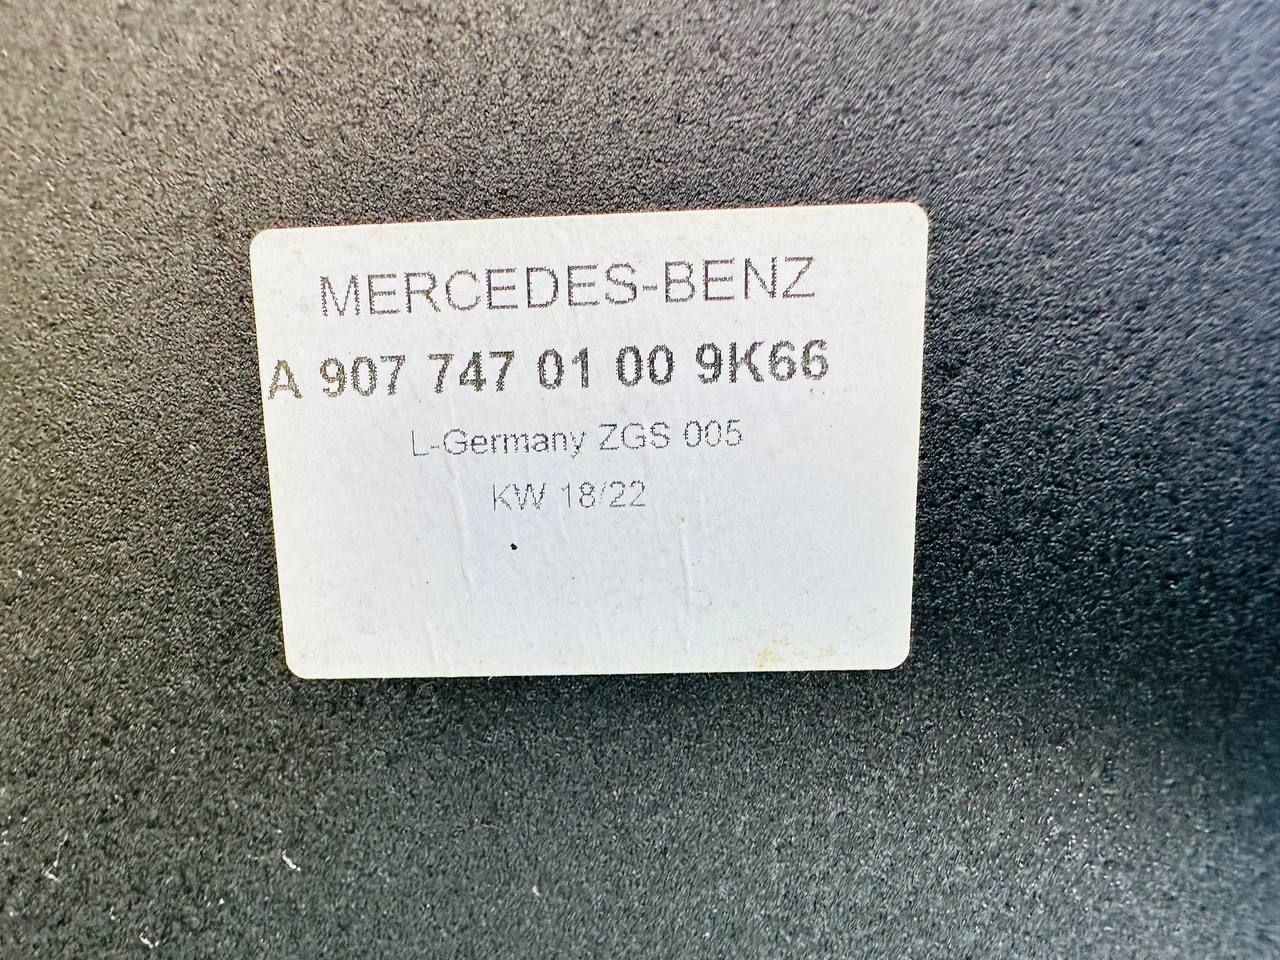 MERCEDES-BENZ
A 907 747 01 00 9K66
L-Germany ZGS 005
KW 18/22